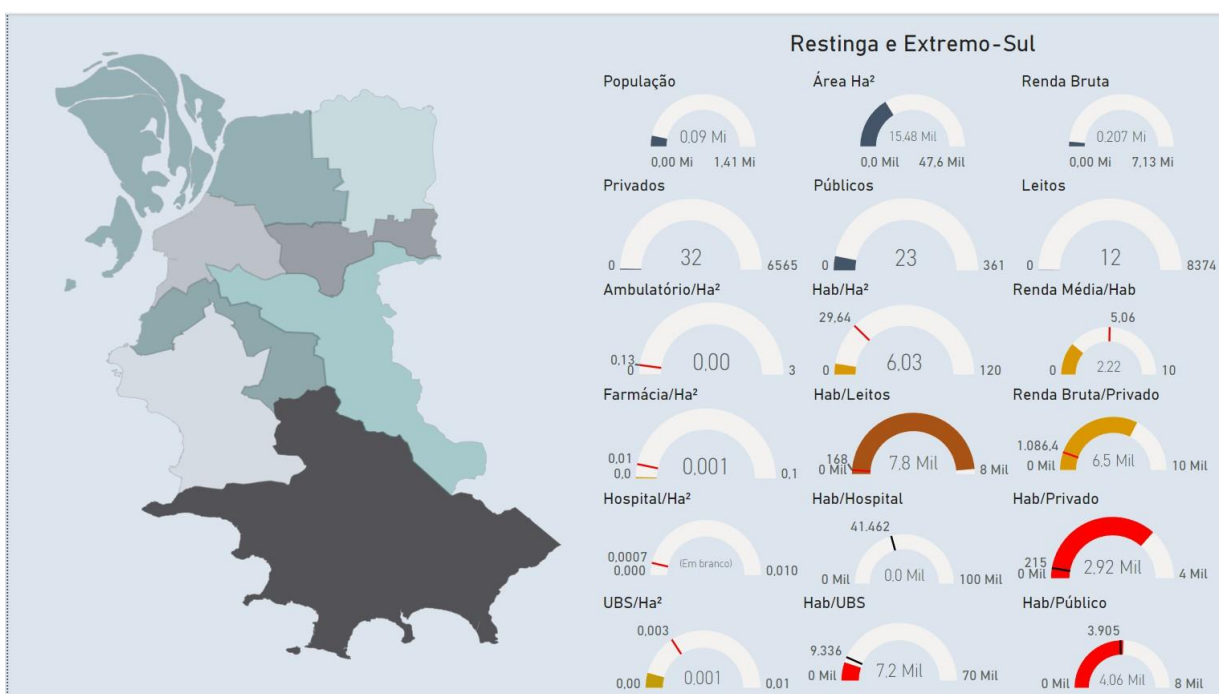 Restinga e Extremo-Sul
População
0,09 Mi
0,00 Mi 1,41 Mi
Área Ha²
15,48 Mil
0,0 Mil 47,6 Mil
Renda Bruta
0,207 Mi
0,00 Mi 7,13 Mi
Privados
32
0 6565
Públicos
23
0 361
Leitos
12
0 8374
Ambulatório/Ha²
0,13
0,00
0 3
Hab/Ha²
29,64
6,03
0 120
Renda Média/Hab
5,06
2,22
0 10
Farmácia/Ha²
0,01
0,001
0,0 0,1
Hab/Leitos
168
7,8 Mil
0 Mil 8 Mil
Renda Bruta/Privado
1.086,4
6,5 Mil
0 Mil 10 Mil
Hospital/Ha²
0,0007
(Em branco)
0,000 0,010
Hab/Hospital
41.462
0,0 Mil
0 Mil 100 Mil
Hab/Privado
215
2,92 Mil
0 Mil 4 Mil
UBS/Ha²
0,003
0,001
0,00 0,01
Hab/UBS
9.336
7,2 Mil
0 Mil 70 Mil
Hab/Público
3.905
4,06 Mil
0 Mil 8 Mil